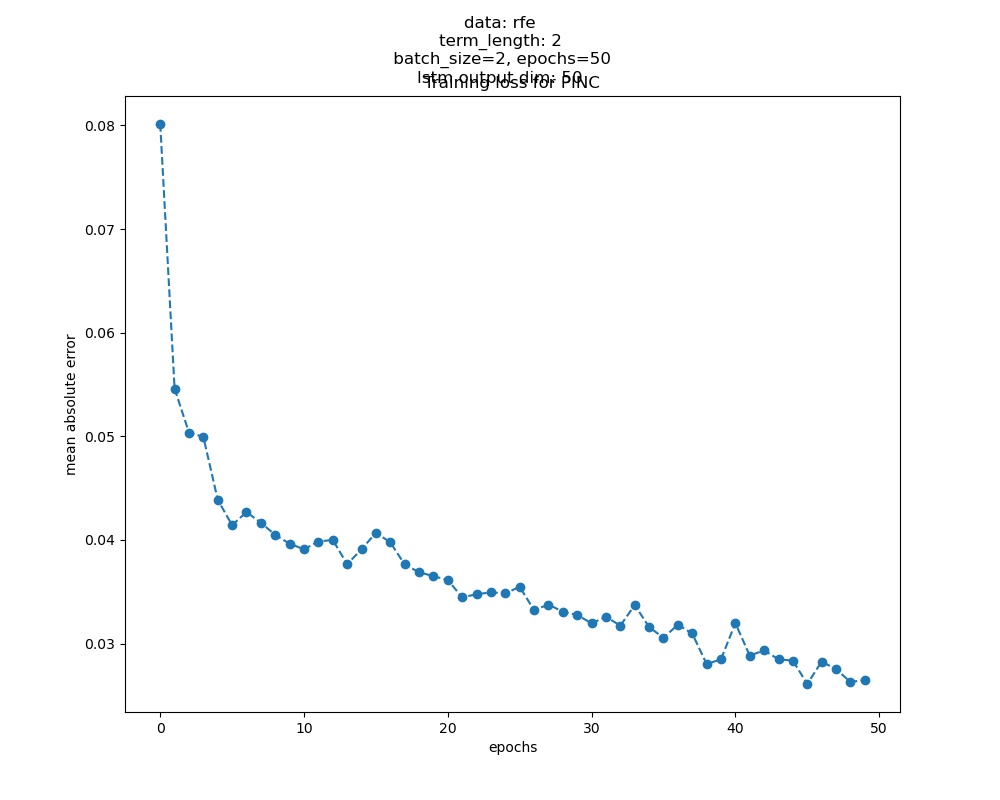 data: rfe
term_length: 2
batch_size=2, epochs=50
lstm output dim: 50
Training loss for PINC
0.08
0.07
0.06
0.05
0.04
0.03
mean absolute error
0 10 20 30 40 50
epochs